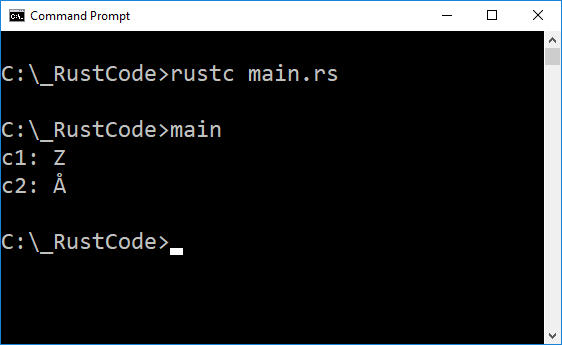 Command Prompt
C:\_RustCode>rustc main.rs
C:\_RustCode>main
c1: Z
c2: Å
C:\_RustCode>